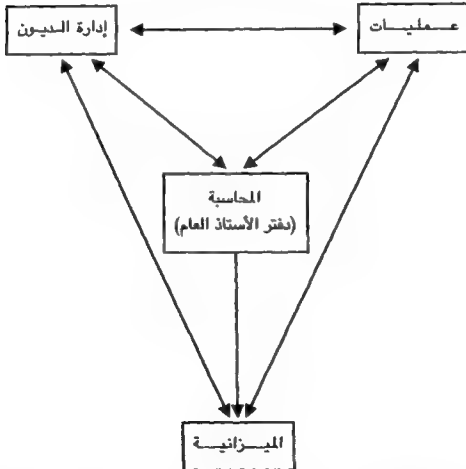 عمليات
إدارة الديون
المحاسبة
(دفتر الأستاذ العام)
الميزانية